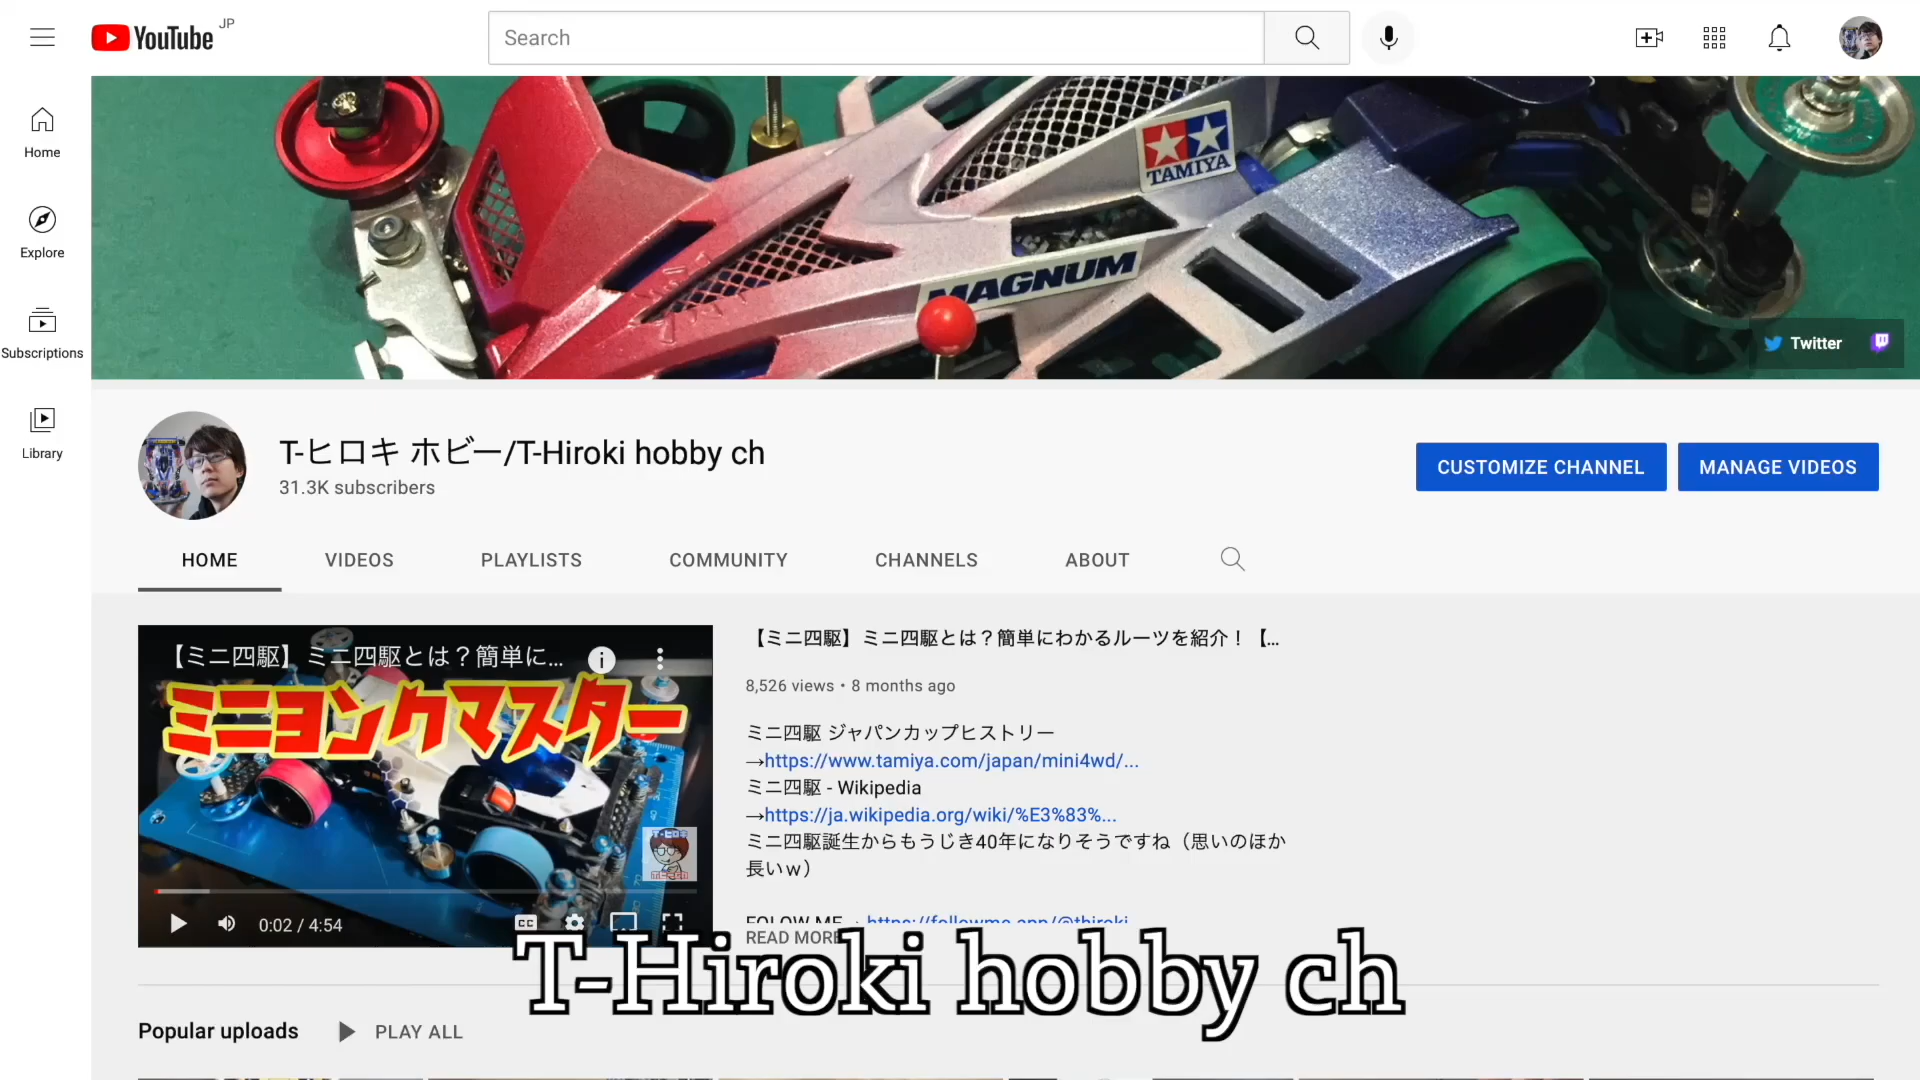 YouTube JP
Search
Home
Explore
Subscriptions
Library
TAMIYA
MAGNUM
Twitter
T-ヒロキ ホビー/T-Hiroki hobby ch
31.3K subscribers
CUSTOMIZE CHANNEL
MANAGE VIDEOS
HOME
VIDEOS
PLAYLISTS
COMMUNITY
CHANNELS
ABOUT
【ミニ四駆】ミニ四駆とは？簡単に...
ミニヨンクマスター
0:02 / 4:54
【ミニ四駆】ミニ四駆とは？簡単にわかるルーツを紹介！【...
8,526 views • 8 months ago
ミニ四駆 ジャパンカップヒストリー
→https://www.tamiya.com/japan/mini4wd/...
ミニ四駆 - Wikipedia
→https://ja.wikipedia.org/wiki/%E3%83%...
ミニ四駆誕生からもうじき40年になりそうですね（思いのほか
長いｗ）
FOLOW ME → https://followme.app/@thiroki
READ MORE
T-Hiroki hobby ch
Popular uploads
PLAY ALL